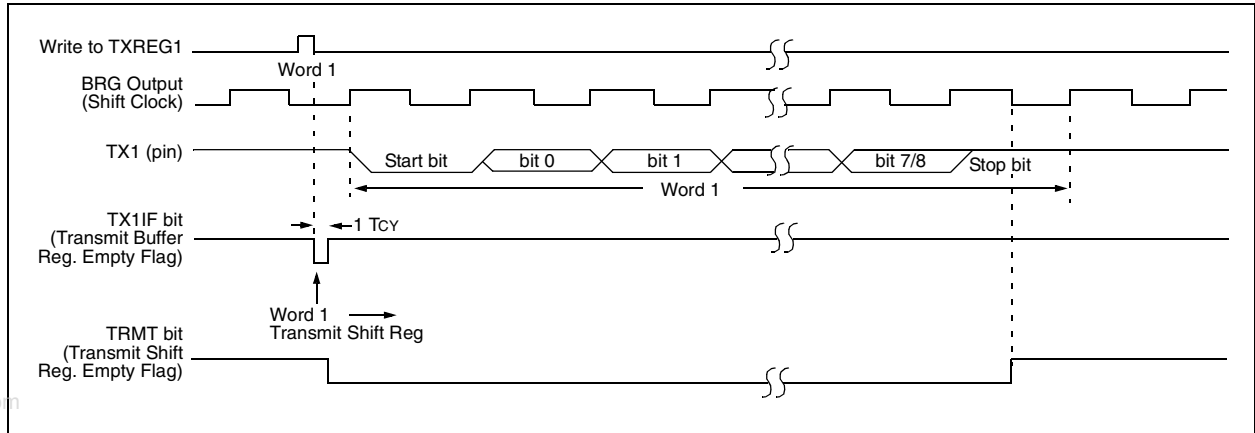 Write to TXREG1
Word 1
BRG Output
(Shift Clock)
TX1 (pin)
Start bit
bit 0
bit 1
bit 7/8
Stop bit
Word 1
TX1IF bit
(Transmit Buffer
Reg. Empty Flag)
1 TCY
Word 1
Transmit Shift Reg
TRMT bit
(Transmit Shift
Reg. Empty Flag)
om